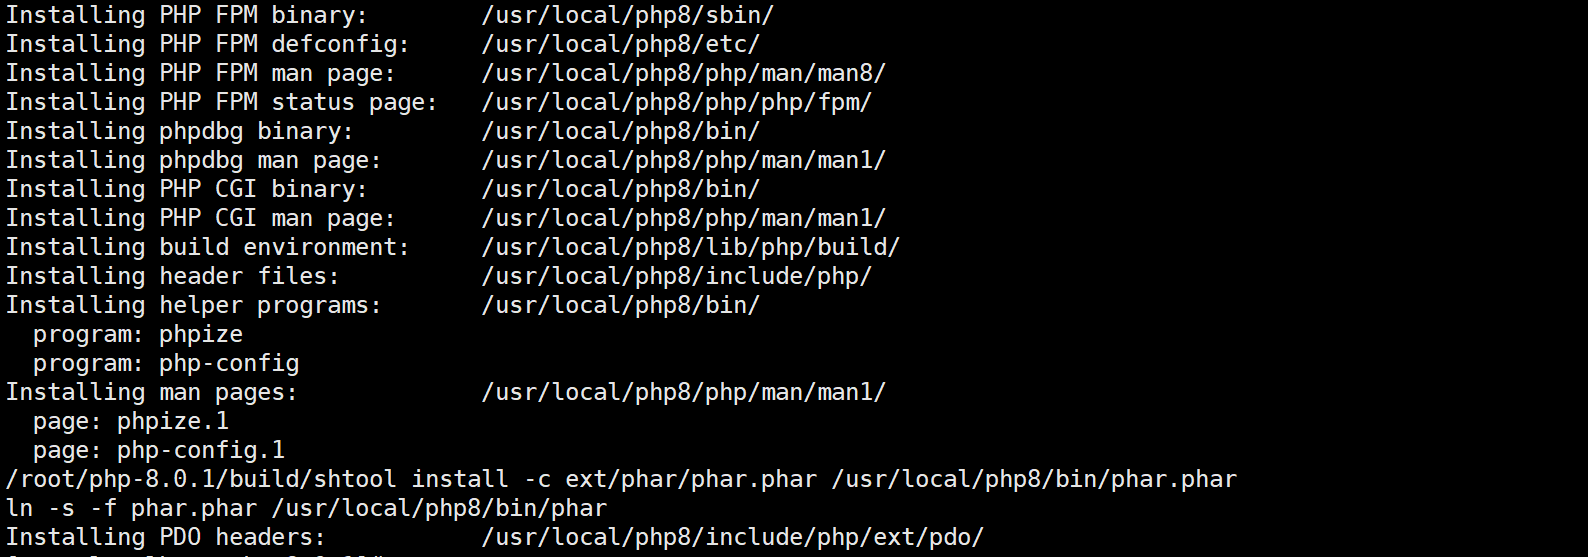 Installing PHP FPM binary:        /usr/local/php8/sbin/
Installing PHP FPM defconfig:     /usr/local/php8/etc/
Installing PHP FPM man page:      /usr/local/php8/php/man/man8/
Installing PHP FPM status page:   /usr/local/php8/php/php/fpm/
Installing phpdbg binary:         /usr/local/php8/bin/
Installing phpdbg man page:       /usr/local/php8/php/man/man1/
Installing PHP CGI binary:        /usr/local/php8/bin/
Installing PHP CGI man page:      /usr/local/php8/php/man/man1/
Installing build environment:     /usr/local/php8/lib/php/build/
Installing header files:          /usr/local/php8/include/php/
Installing helper programs:       /usr/local/php8/bin/
  program: phpize
  program: php-config
Installing man pages:             /usr/local/php8/php/man/man1/
  page: phpize.1
  page: php-config.1
/root/php-8.0.1/build/shtool install -c ext/phar/phar.phar /usr/local/php8/bin/phar.phar
ln -s -f phar.phar /usr/local/php8/bin/phar
Installing PDO headers:           /usr/local/php8/include/php/ext/pdo/